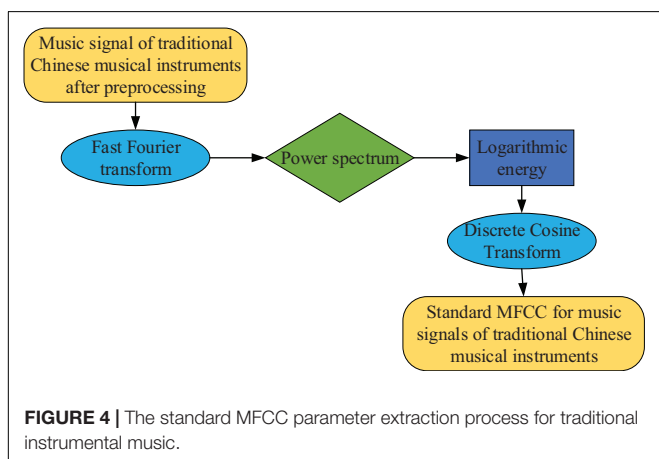 Music signal of traditional
Chinese musical instruments
after preprocessing
Fast Fourier
transform
Power spectrum
Logarithmic
energy
Discrete Cosine
Transform
Standard MFCC for music
signals of traditional Chinese
musical instruments
FIGURE 4 | The standard MFCC parameter extraction process for traditional
instrumental music.